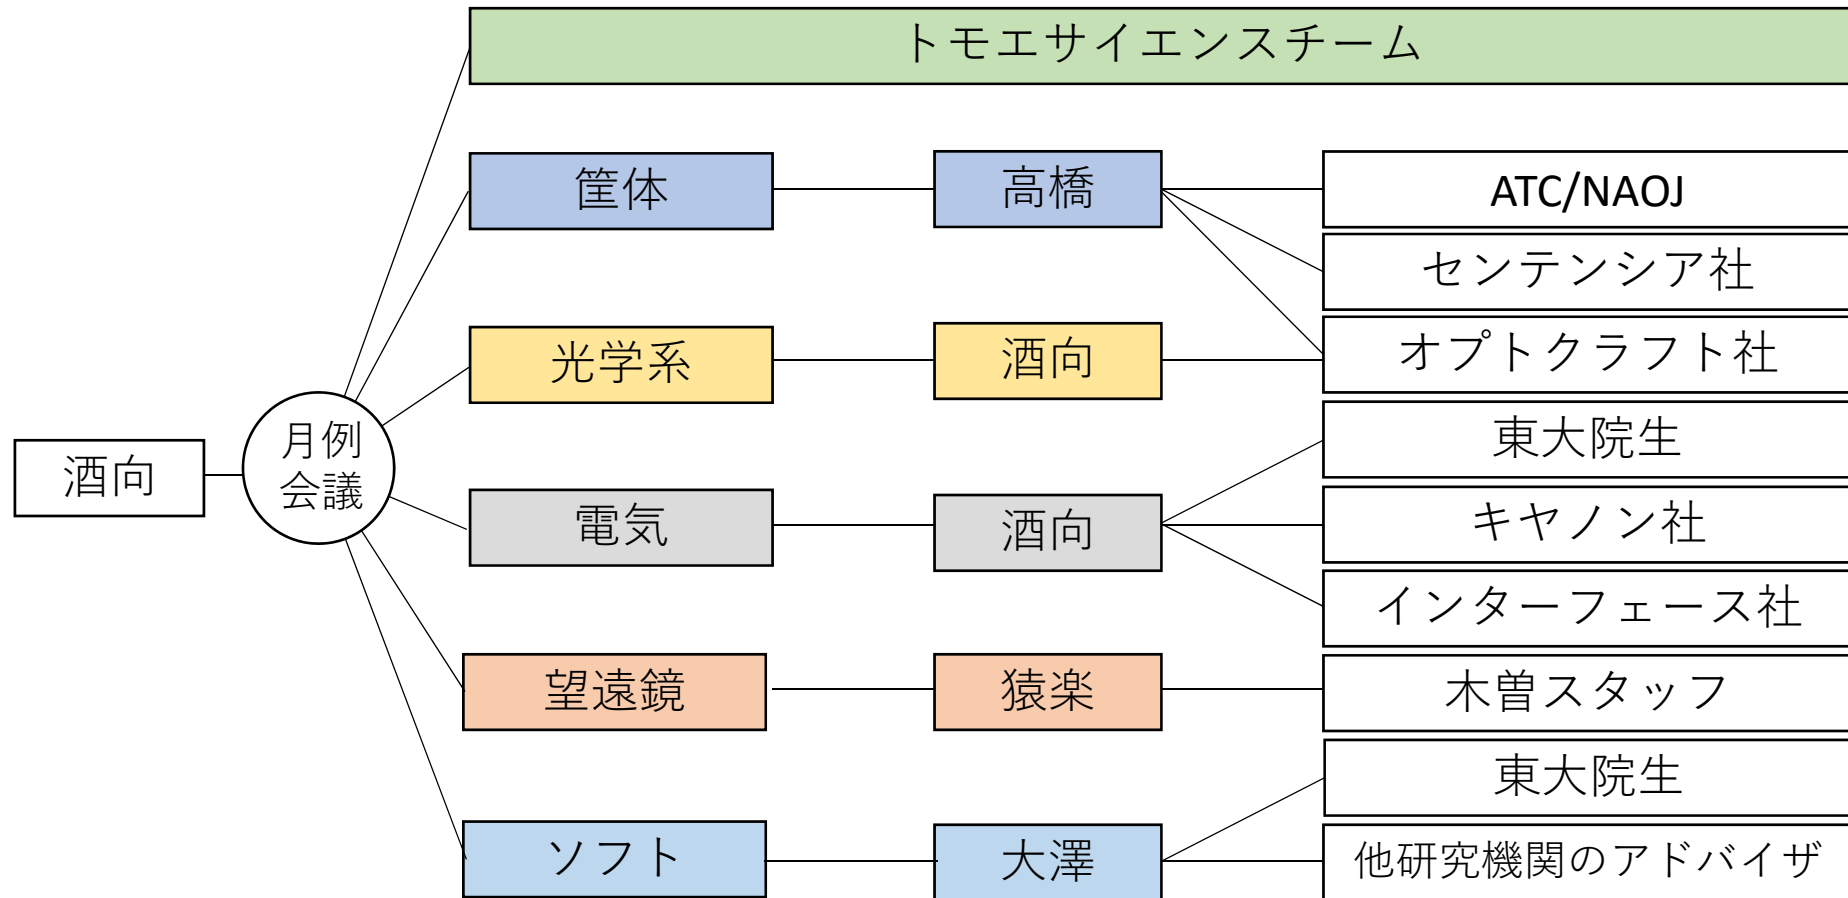 トモエサイエンスチーム
筐体
高橋
ATC/NAOJ
センテンシア社
光学系
酒向
オプトクラフト社
酒向
月例
会議
電気
酒向
東大院生
キヤノン社
インターフェース社
望遠鏡
猿楽
木曽スタッフ
ソフト
大澤
東大院生
他研究機関のアドバイザ